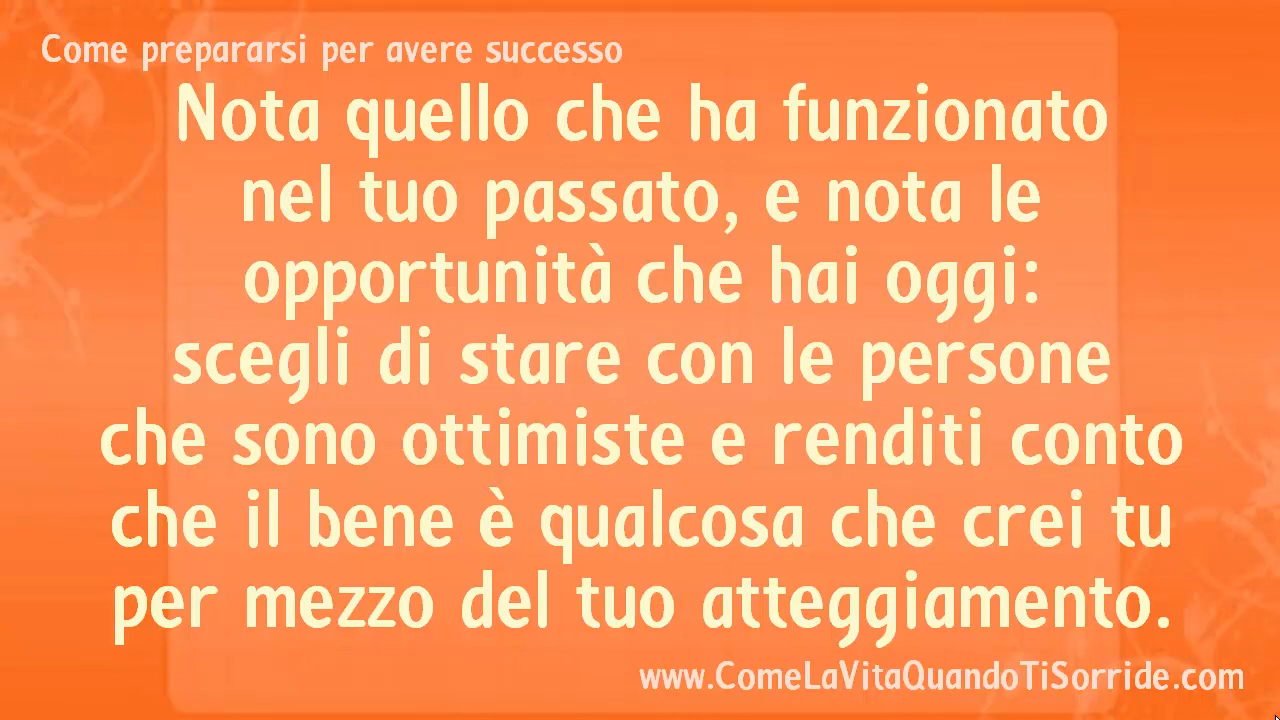 Come prepararsi per avere successo
Nota quello che ha funzionato
nel tuo passato, e nota le
opportunità che hai oggi:
scegli di stare con le persone
che sono ottimiste e renditi conto
che il bene è qualcosa che crei tu
per mezzo del tuo atteggiamento.
www.ComeLaVitaQuandoTiSorride.com